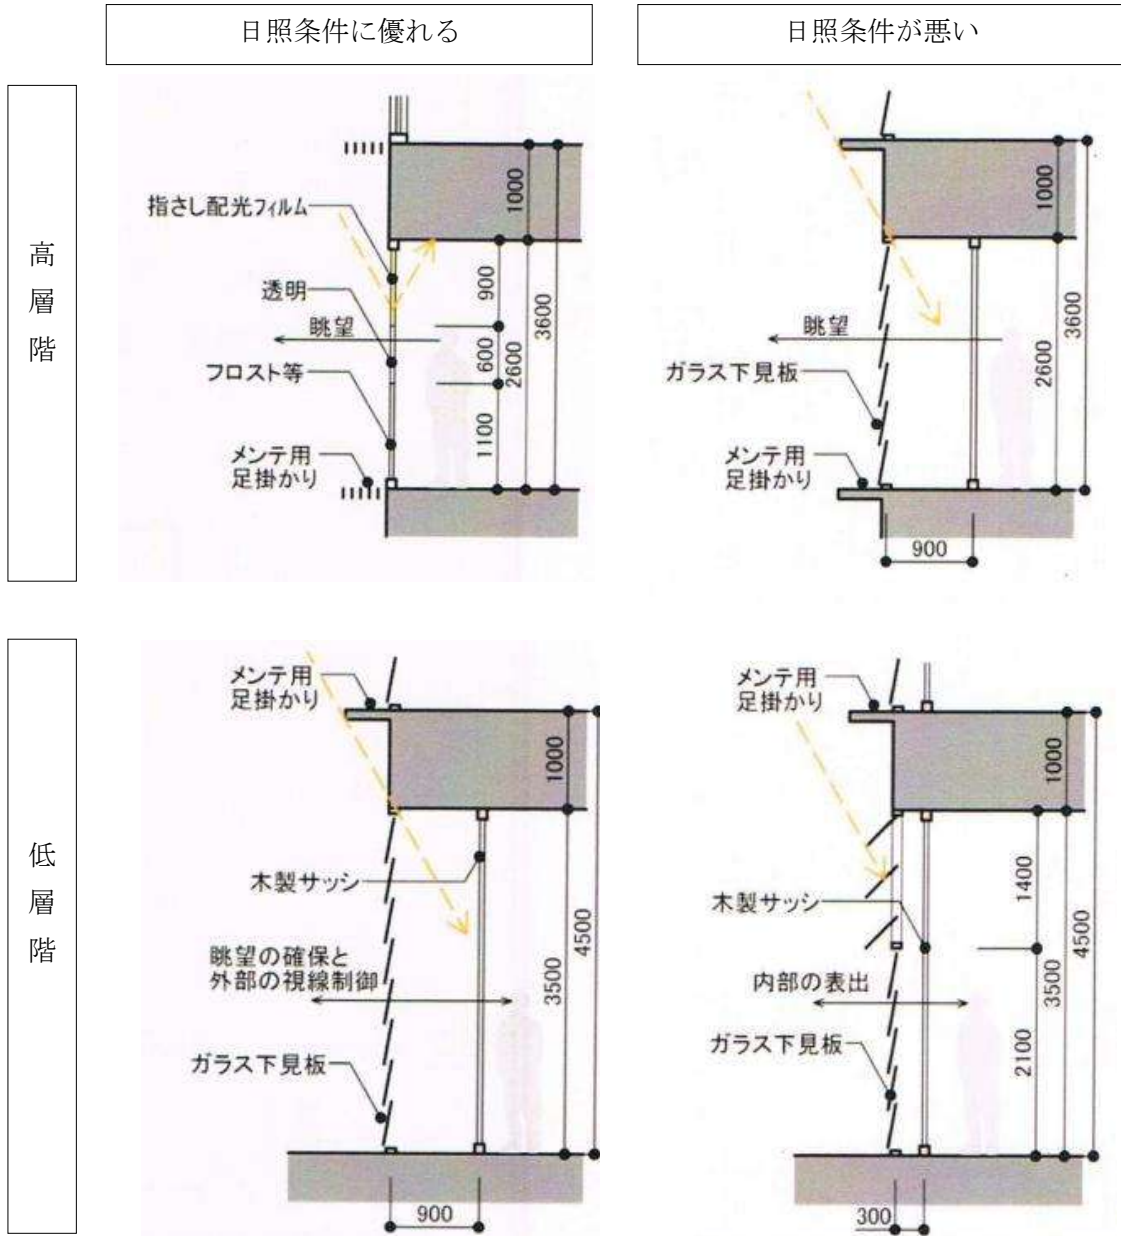 日照条件に優れる
日照条件が悪い
高層階
指さし配光フィルム
透明
眺望
フロスト等
メンテ用
足掛かり
1000
900
600
1100
2600
3600
眺望
ガラス下見板
メンテ用
足掛かり
1000
2600
3600
900
低層階
メンテ用
足掛かり
木製サッシ
眺望の確保と
外部の視線制御
ガラス下見板
1000
3500
4500
900
メンテ用
足掛かり
木製サッシ
内部の表出
ガラス下見板
1000
1400
2100
3500
4500
300